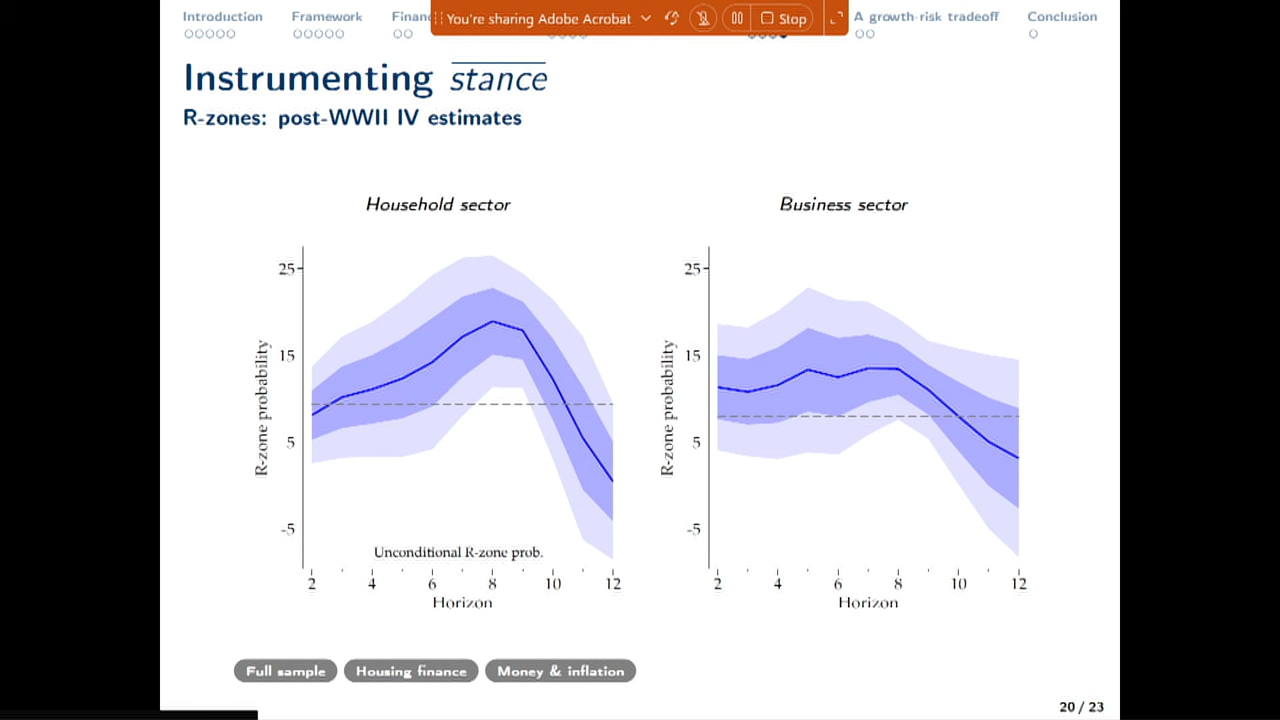 Introduction Framework Finan You're sharing Adobe Acrobat Stop A growth-risk tradeoff Conclusion
Instrumenting stance
R-zones: post-WWII IV estimates
Household sector
25
15
5
-5
R-zone probability
Unconditional R-zone prob.
2 4 6 8 10 12
Horizon
Business sector
25
15
5
-5
R-zone probability
2 4 6 8 10 12
Horizon
Full sample Housing finance Money & inflation
20 / 23